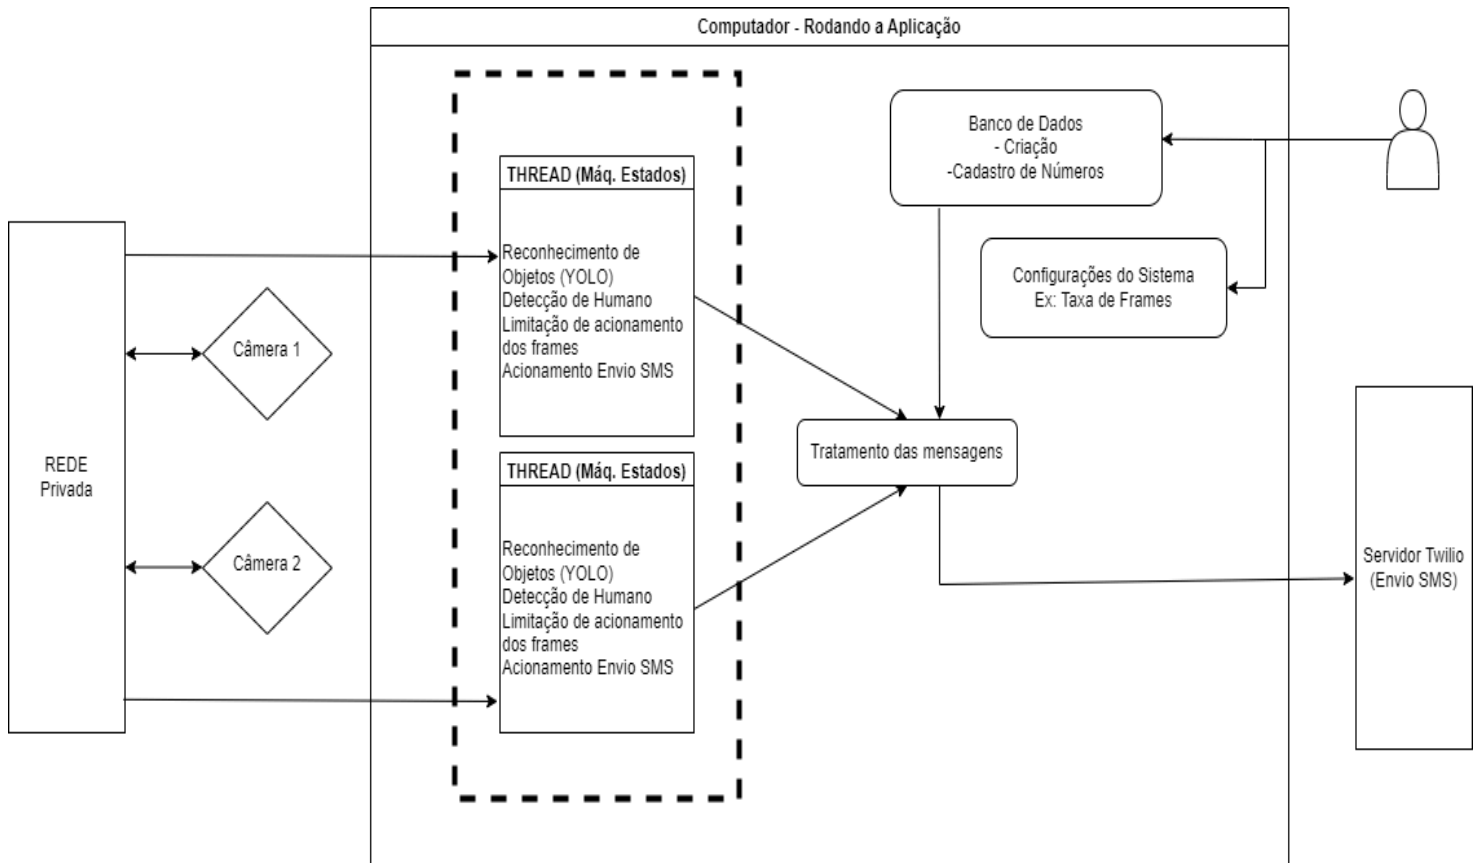 Computador - Rodando a Aplicação
REDE
Privada
Câmera 1
Câmera 2
THREAD (Máq. Estados)
Reconhecimento de
Objetos (YOLO)
Detecção de Humano
Limitação de acionamento
dos frames
Acionamento Envio SMS
THREAD (Máq. Estados)
Reconhecimento de
Objetos (YOLO)
Detecção de Humano
Limitação de acionamento
dos frames
Acionamento Envio SMS
Banco de Dados
- Criação
-Cadastro de Números
Configurações do Sistema
Ex: Taxa de Frames
Tratamento das mensagens
Servidor Twilio
(Envio SMS)